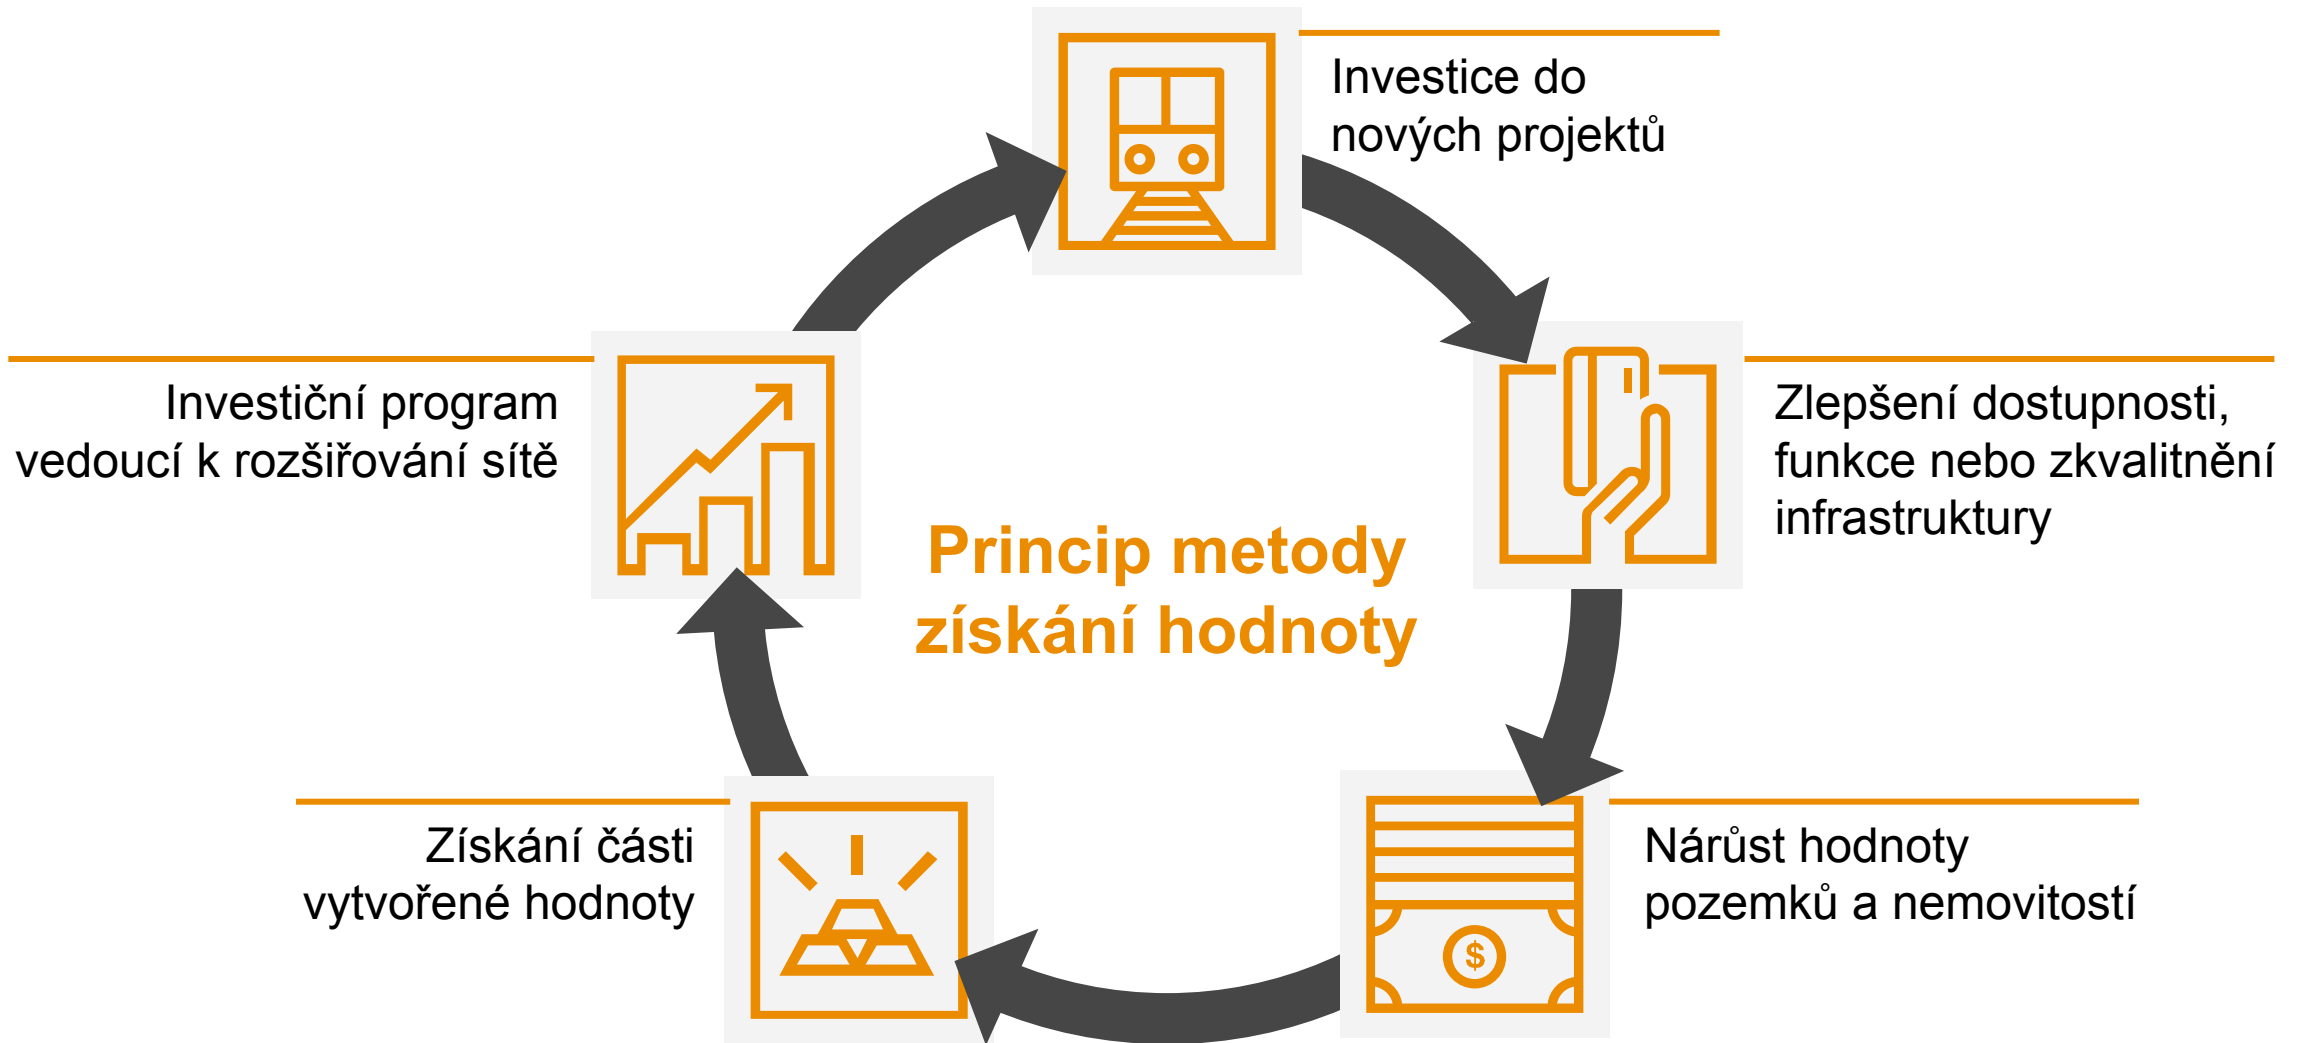 Investice do
nových projektů
Zlepšení dostupnosti,
funkce nebo zkvalitnění
infrastruktury
Nárůst hodnoty
pozemků a nemovitostí
$
Získání části
vytvořené hodnoty
Investiční program
vedoucí k rozšiřování sítě
Princip metody
získání hodnoty